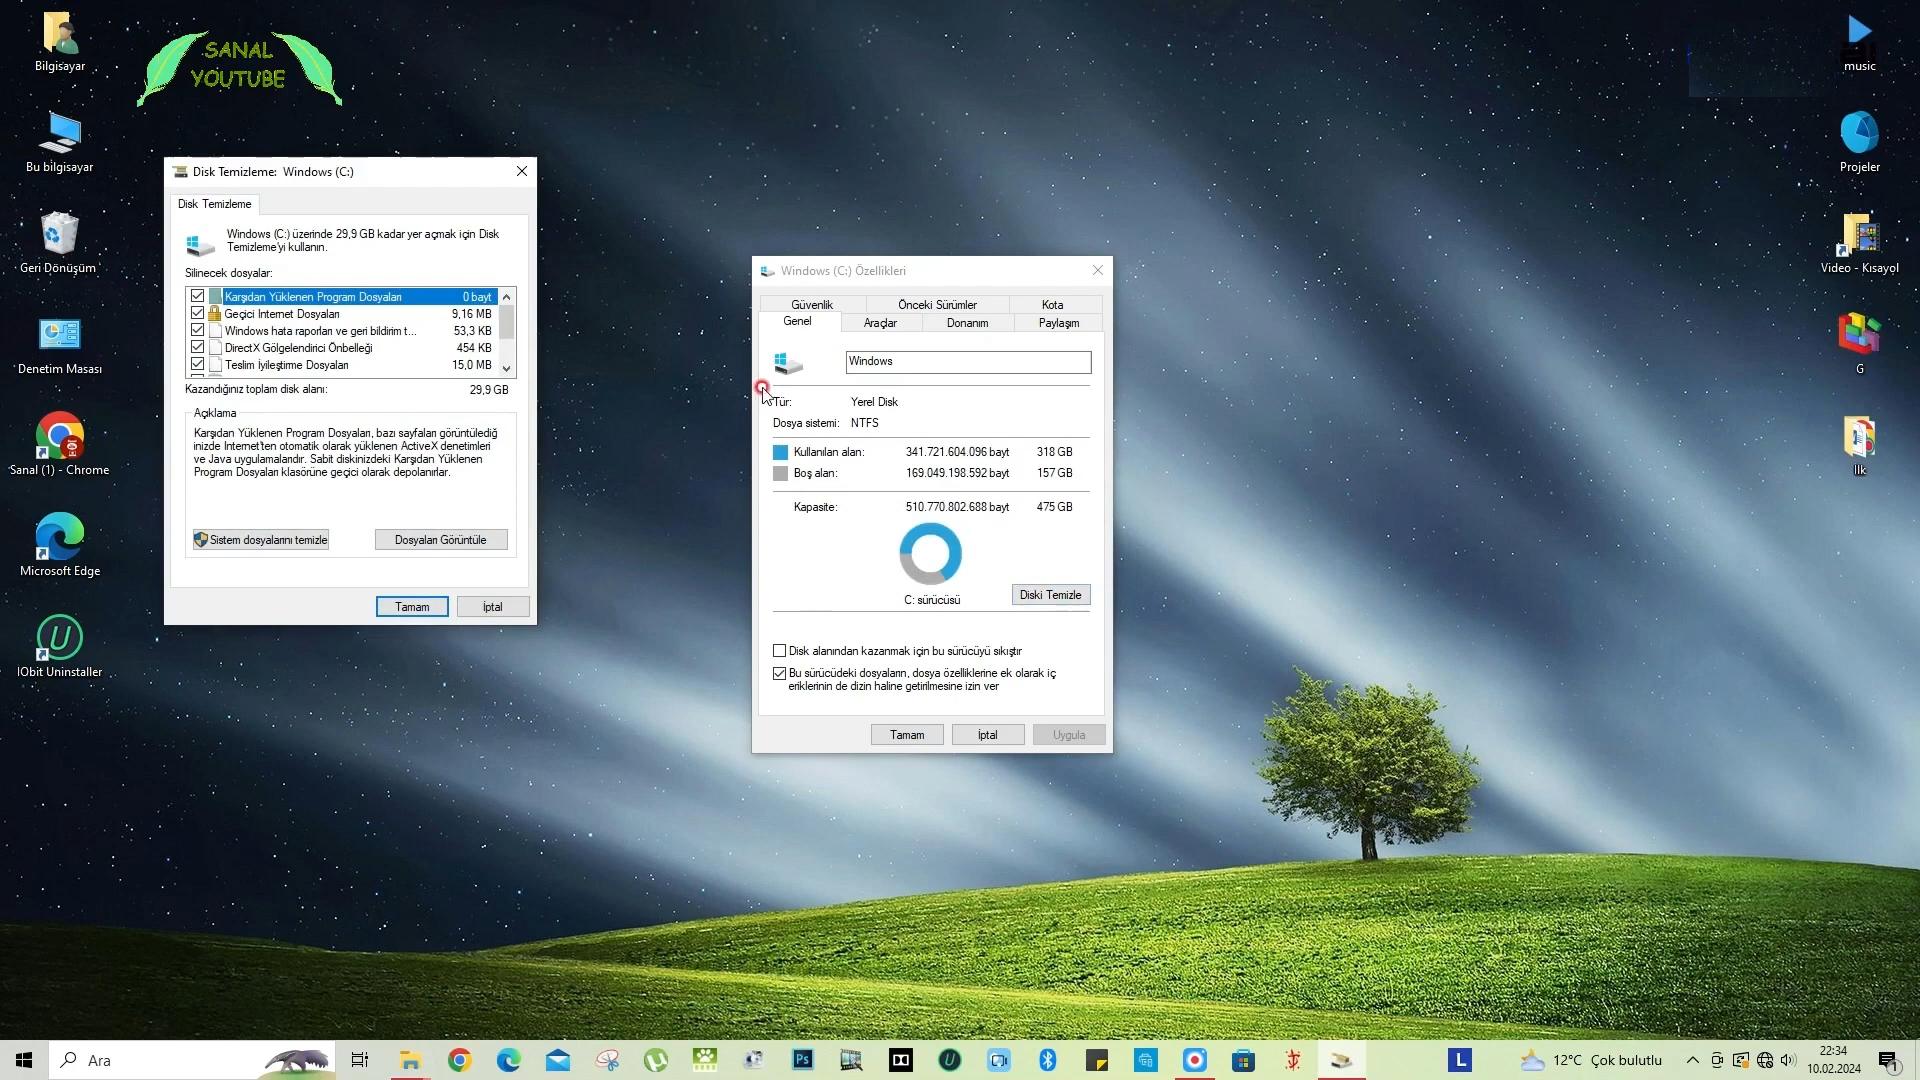 Bilgisayar
SANAL
YOUTUBE
music
Bu bilgisayar
Projeler
Geri Dönüşüm
Video - Kısayol
Denetim Masası
G
Sanal (1) - Chrome
Ilk
Microsoft Edge
IObit Uninstaller
Disk Temizleme: Windows (C:)
Disk Temizleme
Windows (C:) üzerinde 29,9 GB kadar yer açmak için Disk
Temizleme'yi kullanın.
Silinecek dosyalar:
Karşıdan Yüklenen Program Dosyaları 0 bayt
Geçici Internet Dosyaları 9,16 MB
Windows hata raporları ve geri bildirim t... 53,3 KB
DirectX Gölgelendirici Önbelleği 454 KB
Teslim İyileştirme Dosyaları 15,0 MB
Kazandığınız toplam disk alanı: 29,9 GB
Açıklama
Karşıdan Yüklenen Program Dosyaları, bazı sayfaları görüntülediğ
inizde Internet'ten otomatik olarak yüklenen ActiveX denetimleri
ve Java uygulamalarıdır. Sabit diskinizdeki Karşıdan Yüklenen
Program Dosyaları klasörüne geçici olarak depolanırlar.
Sistem dosyalarını temizle Dosyaları Görüntüle
Tamam İptal
Windows (C:) Özellikleri
Güvenlik Önceki Sürümler Kota
Genel Araçlar Donanım Paylaşım
Windows
Tür: Yerel Disk
Dosya sistemi: NTFS
Kullanılan alan: 341.721.604.096 bayt 318 GB
Boş alan: 169.049.198.592 bayt 157 GB
Kapasite: 510.770.802.688 bayt 475 GB
C: sürücüsü Diski Temizle
Disk alanından kazanmak için bu sürücüyü sıkıştır
Bu sürücüdeki dosyaların, dosya özelliklerine ek olarak iç
eriklerinin de dizin haline getirilmesine izin ver
Tamam İptal Uygula
Ara
Ps
L
12°C Çok bulutlu
22:34
10.02.2024
1